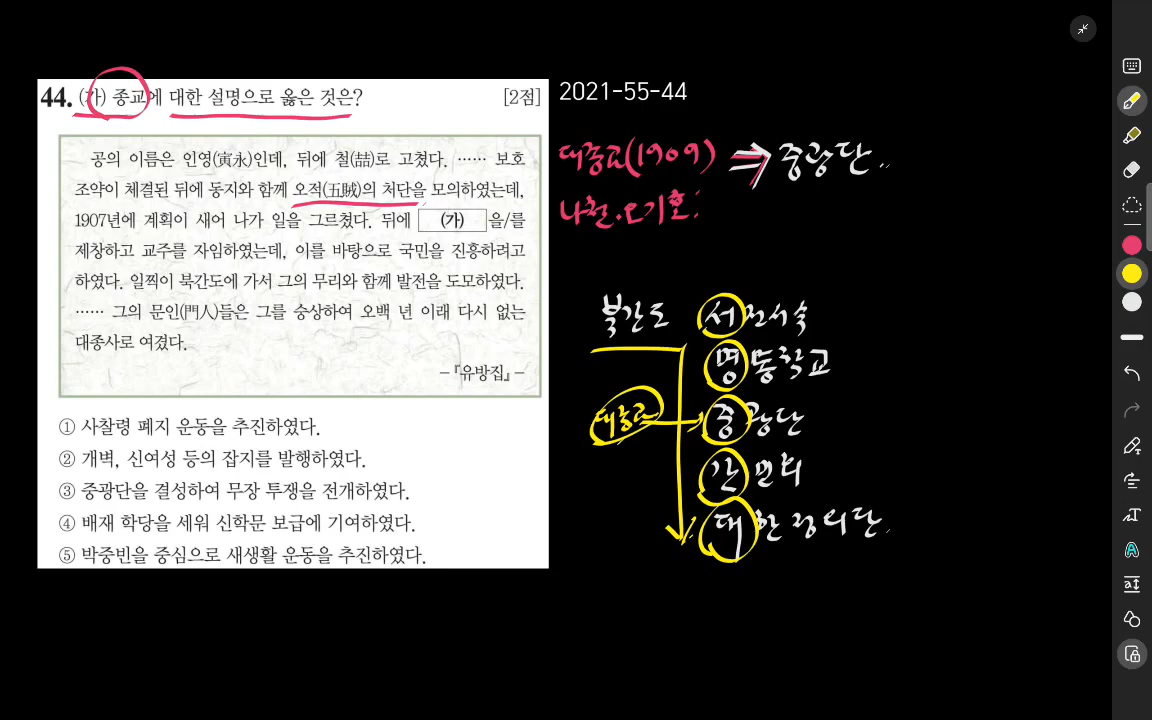 44. (가) 종교에 대한 설명으로 옳은 것은? [2점]
공의 이름은 인영(寅永)인데, 뒤에 철(喆)로 고쳤다. …… 보호
조약이 체결된 뒤에 동지와 함께 오적(五賊)의 처단을 모의하였는데,
1907년에 계획이 새어 나가 일을 그르쳤다. 뒤에 (가) 을/를
제창하고 교주를 자임하였는데, 이를 바탕으로 국민을 진흥하려고
하였다. 일찍이 북간도에 가서 그의 무리와 함께 발전을 도모하였다.
…… 그의 문인(門人)들은 그를 숭상하여 오백 년 이래 다시 없는
대종사로 여겼다.
-『유방집』-
① 사찰령 폐지 운동을 추진하였다.
② 개벽, 신여성 등의 잡지를 발행하였다.
③ 중광단을 결성하여 무장 투쟁을 전개하였다.
④ 배재 학당을 세워 신학문 보급에 기여하였다.
⑤ 박중빈을 중심으로 새생활 운동을 추진하였다.
2021-55-44
대종교(1909) ⇒ 중광단..
나철.오기호.
북간도 서전서숙
명동학교
대종교 중광단
간민회
대한정의단.